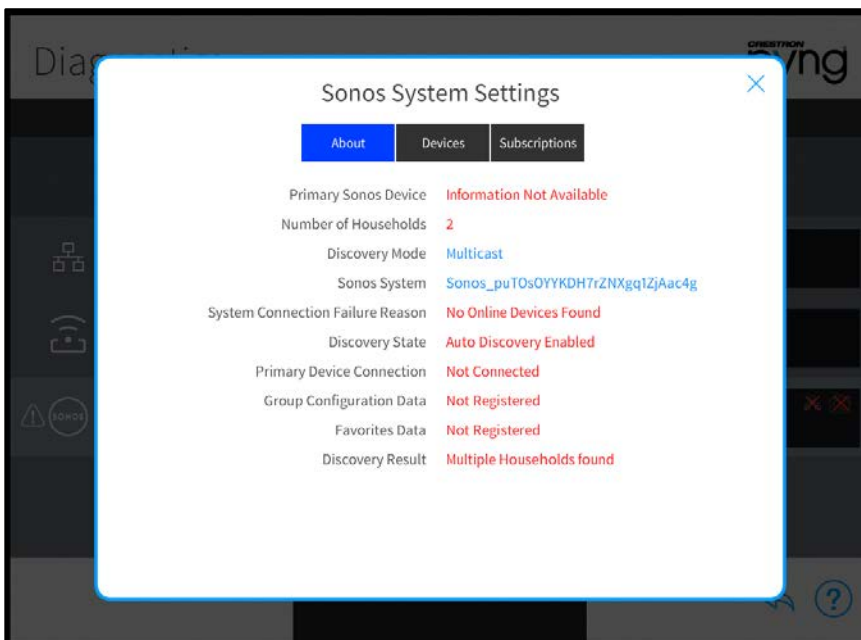 CRESTRON
Sonos System Settings
About Devices Subscriptions
Primary Sonos Device Information Not Available
Number of Households 2
Discovery Mode Multicast
Sonos System Sonos_puTOsOYYKDH7rZNXgq1ZjAac4g
System Connection Failure Reason No Online Devices Found
Discovery State Auto Discovery Enabled
Primary Device Connection Not Connected
Group Configuration Data Not Registered
Favorites Data Not Registered
Discovery Result Multiple Households found
SONOS
?